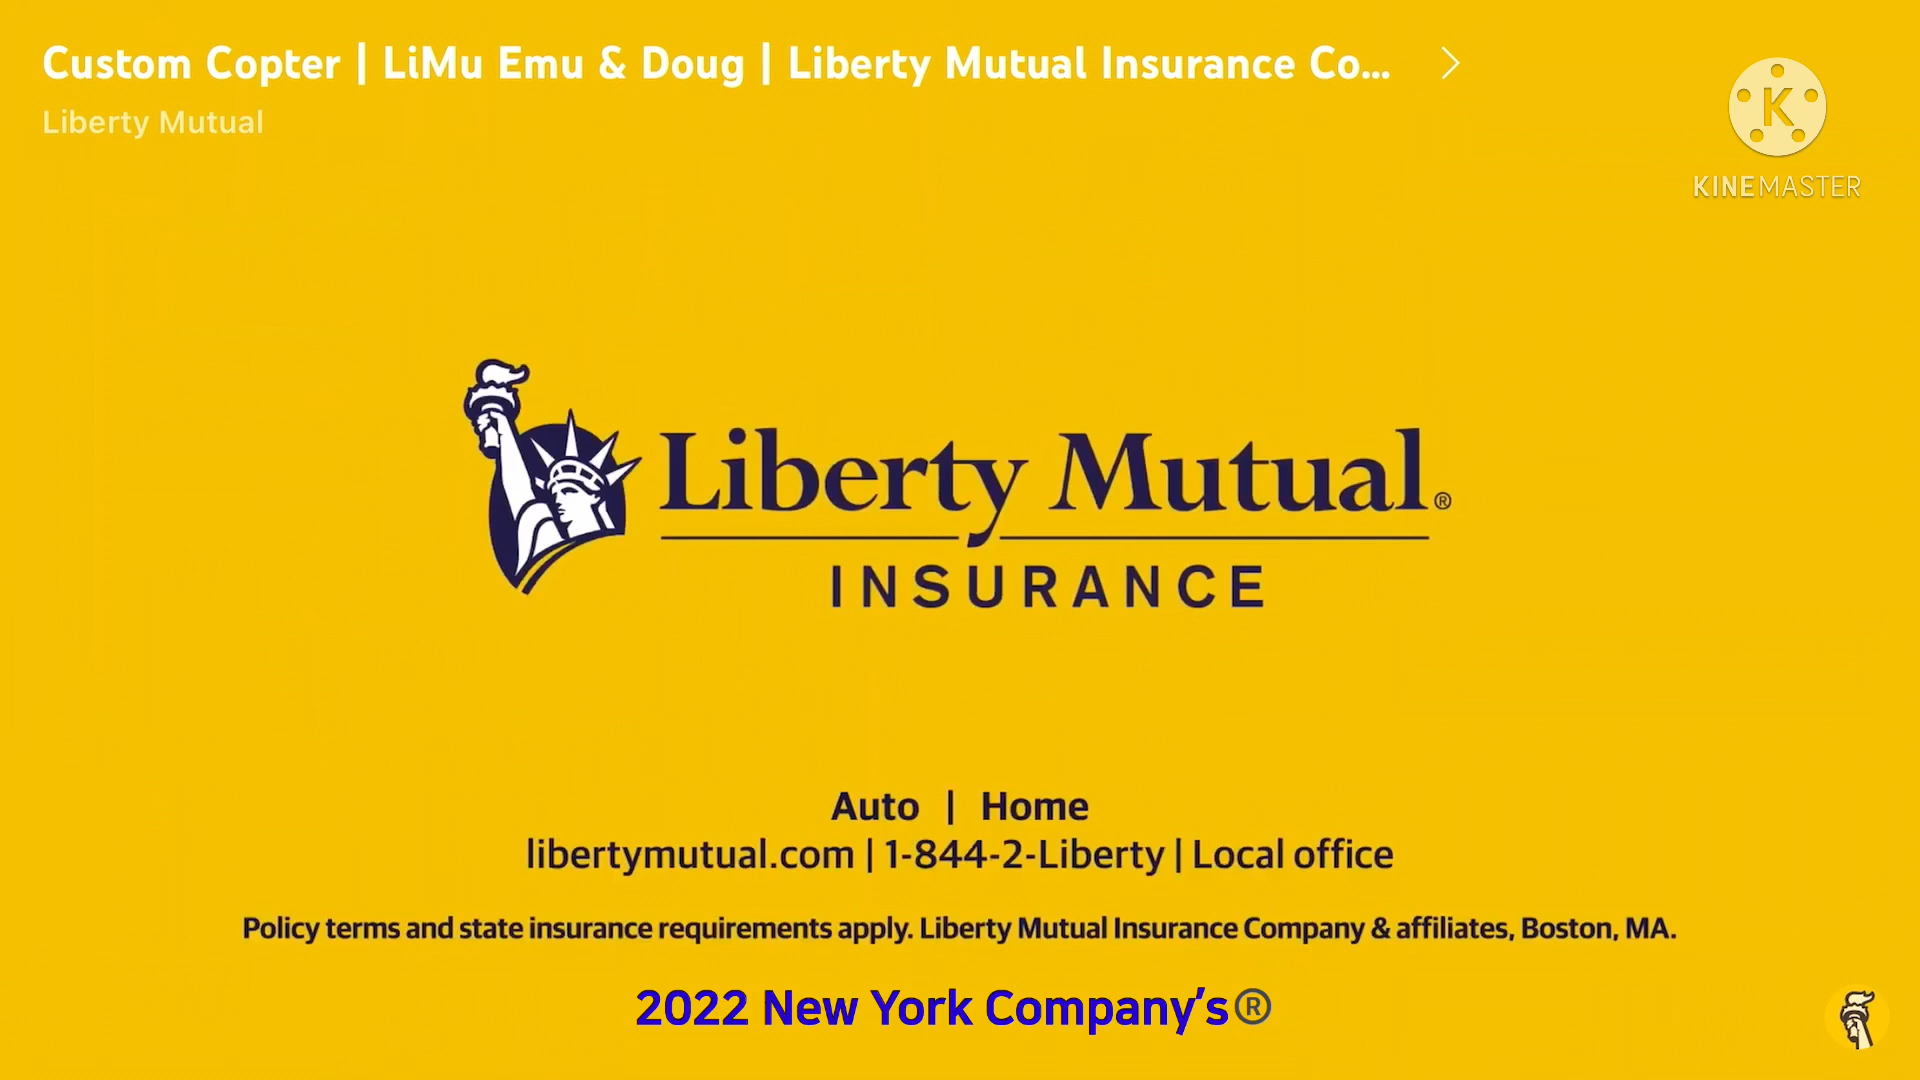 Custom Copter | LiMu Emu & Doug | Liberty Mutual Insurance Co...
Liberty Mutual
K
KINEMASTER
Liberty Mutual®
INSURANCE
Auto | Home
libertymutual.com | 1-844-2-Liberty | Local office
Policy terms and state insurance requirements apply. Liberty Mutual Insurance Company & affiliates, Boston, MA.
2022 New York Company’s®